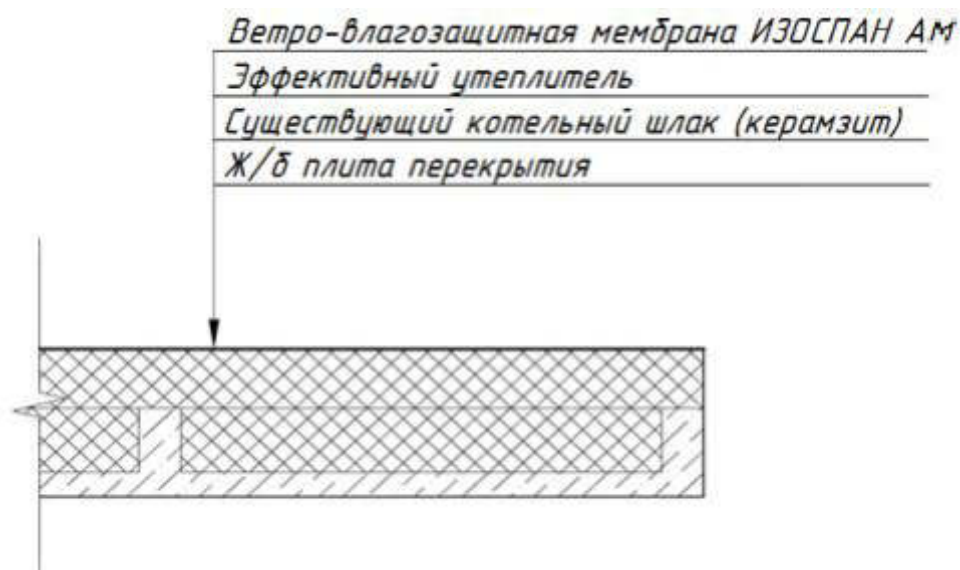 Ветро-влагозащитная мембрана ИЗОСПАН АМ
Эффективный утеплитель
Существующий котельный шлак (керамзит)
Ж/б плита перекрытия